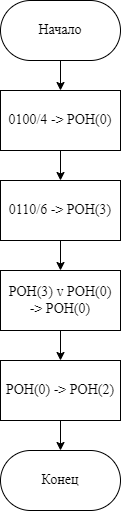 Начало
0100/4 -> РОН(0)
0110/6 -> РОН(3)
РОН(3) v РОН(0)
-> РОН(0)
РОН(0) -> РОН(2)
Конец